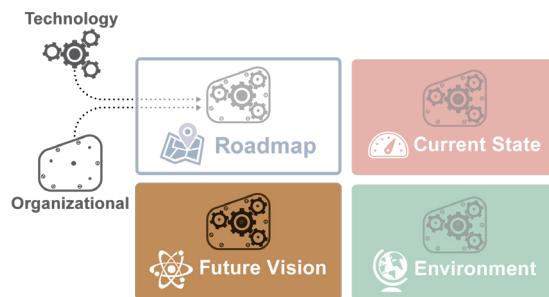 Technology
Roadmap
Current State
Organizational
Future Vision
Environment